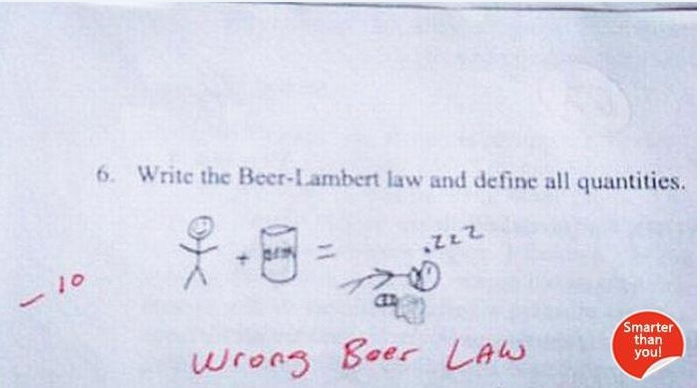 6. Write the Beer-Lambert law and define all quantities.
+ BEER =
.zzz
-10
Wrong Beer LAW
Smarter
than
you!